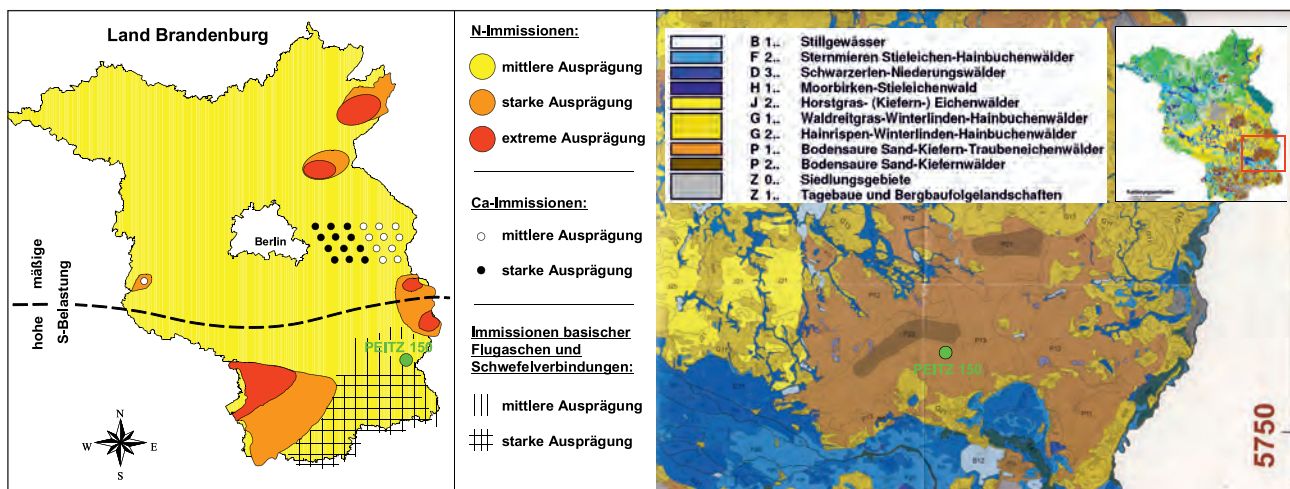 Land Brandenburg
Berlin
mäßige
hohe
S-Belastung
PEITZ 150
N
W
E
S
N-Immissionen:
mittlere Ausprägung
starke Ausprägung
extreme Ausprägung
Ca-Immissionen:
mittlere Ausprägung
starke Ausprägung
Immissionen basischer
Flugaschen und
Schwefelverbindungen:
mittlere Ausprägung
starke Ausprägung
B 1.. Stillgewässer
F 2.. Sternmieren Stieleichen-Hainbuchenwälder
D 3.. Schwarzerlen-Niederungswälder
H 1.. Moorbirken-Stieleichenwald
J 2.. Horstgras- (Kiefern-) Eichenwälder
G 1.. Waldreitgras-Winterlinden-Hainbuchenwälder
G 2.. Hainrispen-Winterlinden-Hainbuchenwälder
P 1.. Bodensaure Sand-Kiefern-Traubeneichenwälder
P 2.. Bodensaure Sand-Kiefernwälder
Z 0.. Siedlungsgebiete
Z 1.. Tagebaue und Bergbaufolgelandschaften
PEITZ 150
5750